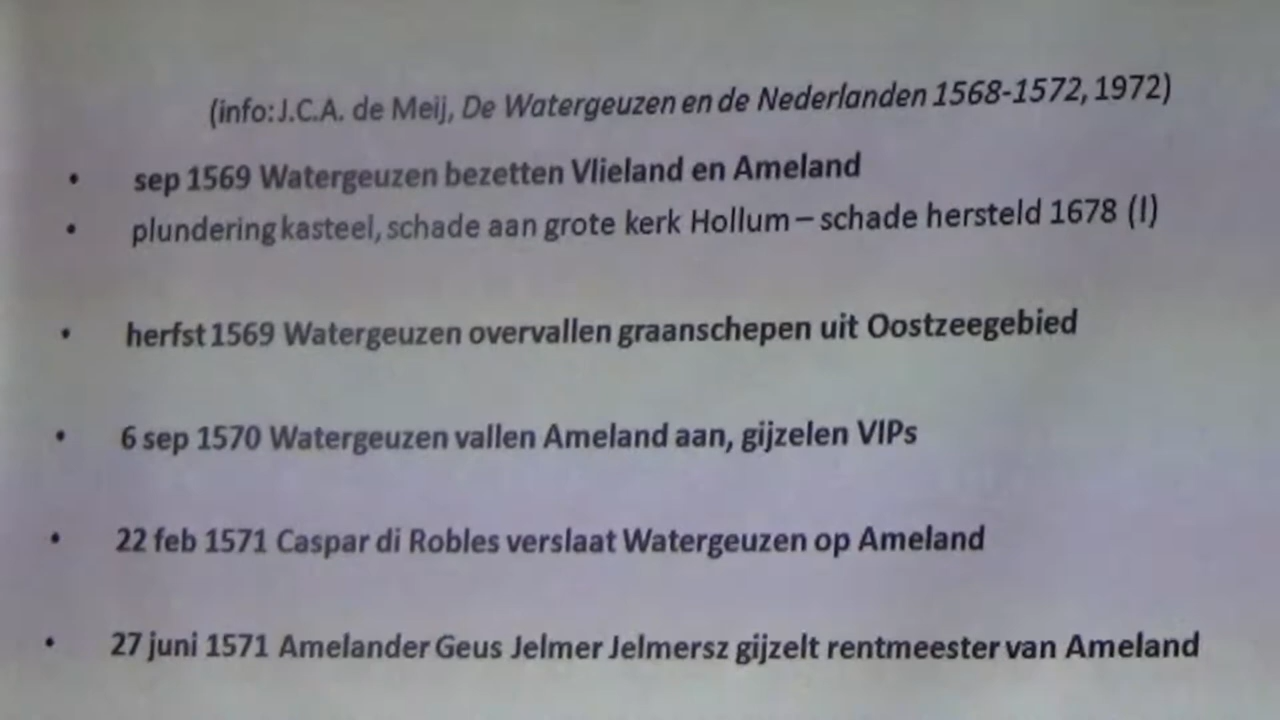 (info: J.C.A. de Meij, De Watergeuzen en de Nederlanden 1568-1572, 1972)
• sep 1569 Watergeuzen bezetten Vlieland en Ameland
• plundering kasteel, schade aan grote kerk Hollum – schade hersteld 1678 (!)
• herfst 1569 Watergeuzen overvallen graanschepen uit Oostzeegebied
• 6 sep 1570 Watergeuzen vallen Ameland aan, gijzelen VIPs
• 22 feb 1571 Caspar di Robles verslaat Watergeuzen op Ameland
• 27 juni 1571 Amelander Geus Jelmer Jelmersz gijzelt rentmeester van Ameland